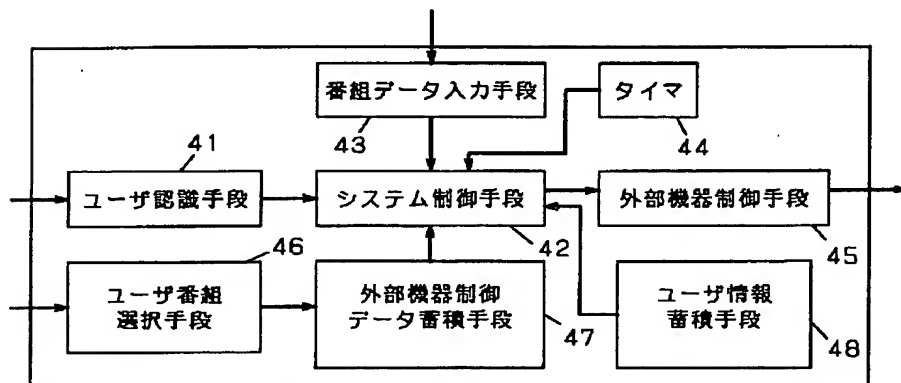 番組データ入力手段
タイマ
43
44
41
ユーザ認識手段
システム制御手段
外部機器制御手段
42
45
46
ユーザ番組
選択手段
外部機器制御
データ蓄積手段
47
ユーザ情報
蓄積手段
48